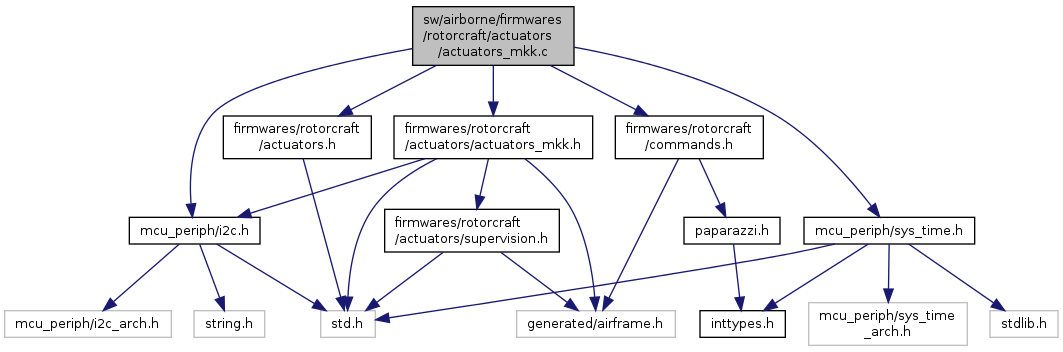 sw/airborne/firmwares
/rotorcraft/actuators
/actuators_mkk.c
firmwares/rotorcraft
/actuators.h
firmwares/rotorcraft
/actuators/actuators_mkk.h
firmwares/rotorcraft
/commands.h
mcu_periph/i2c.h
firmwares/rotorcraft
/actuators/supervision.h
paparazzi.h
mcu_periph/sys_time.h
mcu_periph/i2c_arch.h
string.h
std.h
generated/airframe.h
inttypes.h
mcu_periph/sys_time
_arch.h
stdlib.h